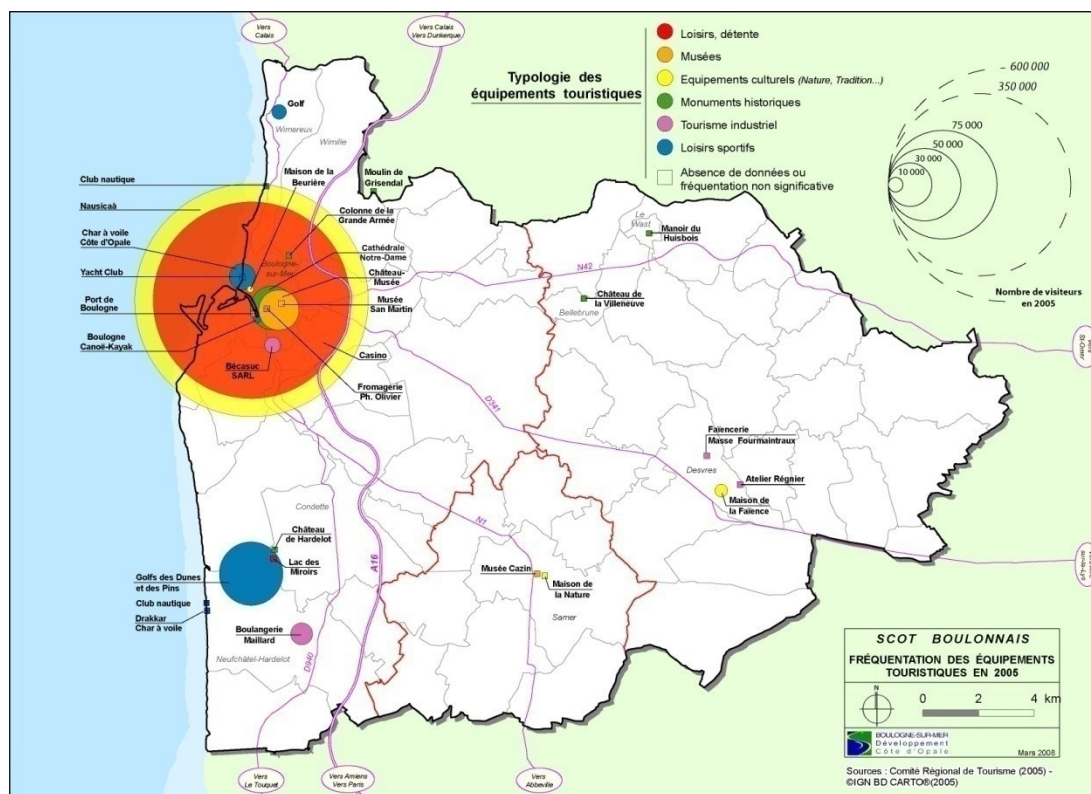 Vers
Calais
Vers Calais
Vers Dunkerque
Typologie des
équipements touristiques
Loisirs, détente
Musées
Equipements culturels (Nature, Tradition...)
Monuments historiques
Tourisme industriel
Loisirs sportifs
Absence de données ou
fréquentation non significative
600 000
350 000
75 000
50 000
30 000
10 000
Nombre de visiteurs
en 2005
Golf
Wimereux
Wimille
Maison de la
Beurière
Moulin de
Grisendal
Club nautique
Nausicaà
Colonne de la
Grande Armée
Char à voile
Côte d'Opale
Cathédrale
Notre-Dame
Boulogne-
sur-Mer
Yacht Club
Château-
Musée
Port de
Boulogne
Musée
San Martin
Boulogne
Canoë-Kayak
Casino
Bécasuc
SARL
Fromagerie
Ph. Olivier
Le
Wast
Manoir du
Huisbois
N42
Château de
la Villeneuve
Bellebrune
Vers
St-Omer
D341
Faïencerie
Masse Fourmaintraux
Desvres
Atelier Régnier
Maison de
la Faïence
Condette
N1
A16
Château
de Hardelot
Lac des
Miroirs
Golfs des Dunes
et des Pins
Club nautique
Drakkar
Char à voile
Boulangerie
Maillard
Neufchâtel-Hardelot
D940
Musée Cazin
Maison de
la Nature
Samer
Vers
Le Touquet
Vers Amiens
Vers Paris
Vers
Abbeville
SCOT BOULONNAIS
FRÉQUENTATION DES ÉQUIPEMENTS
TOURISTIQUES EN 2005
N
0 2 4 km
BOULOGNE-SUR-MER
Développement
Côte d'Opale
Mars 2008
Sources : Comité Régional de Tourisme (2005) -
©IGN BD CARTO®(2005)